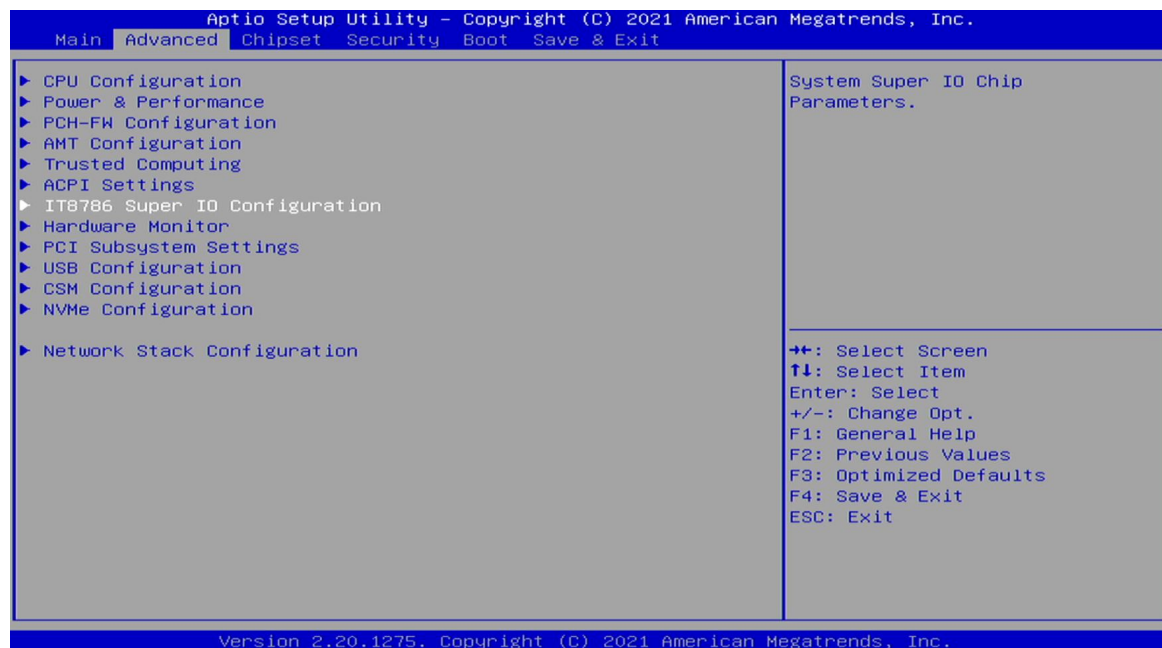 Aptio Setup Utility – Copyright (C) 2021 American Megatrends, Inc.
Main Advanced Chipset Security Boot Save & Exit
▶ CPU Configuration
▶ Power & Performance
▶ PCH-FW Configuration
▶ AMT Configuration
▶ Trusted Computing
▶ ACPI Settings
▶ IT8786 Super IO Configuration
▶ Hardware Monitor
▶ PCI Subsystem Settings
▶ USB Configuration
▶ CSM Configuration
▶ NVMe Configuration
▶ Network Stack Configuration
System Super IO Chip
Parameters.
→←: Select Screen
↑↓: Select Item
Enter: Select
+/-: Change Opt.
F1: General Help
F2: Previous Values
F3: Optimized Defaults
F4: Save & Exit
ESC: Exit
Version 2.20.1275. Copyright (C) 2021 American Megatrends, Inc.